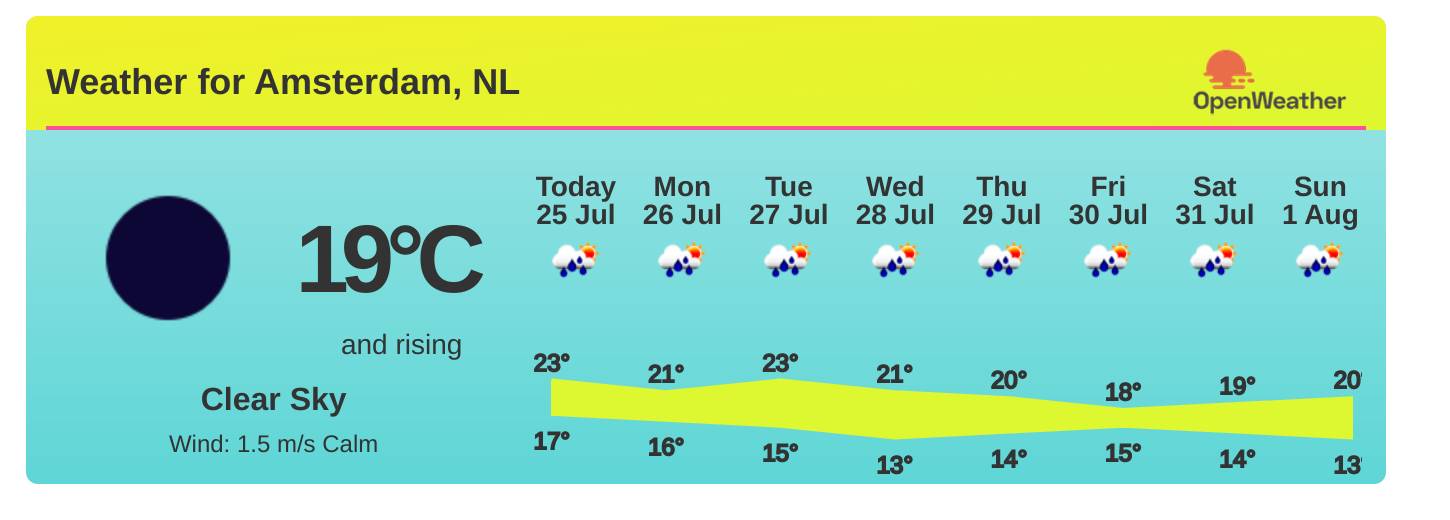 Weather for Amsterdam, NL
OpenWeather
Today Mon Tue Wed Thu Fri Sat Sun
25 Jul 26 Jul 27 Jul 28 Jul 29 Jul 30 Jul 31 Jul 1 Aug
19°C
and rising
Clear Sky
Wind: 1.5 m/s Calm
23° 21° 23° 21° 20° 18° 19° 20°
17° 16° 15° 13° 14° 15° 14° 13°